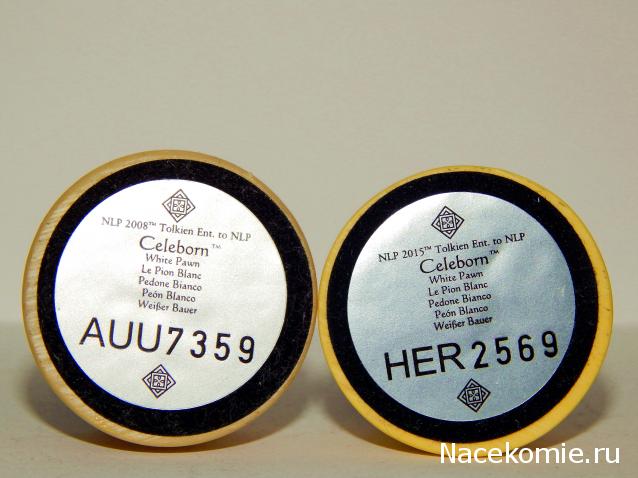 NLP 2008™ Tolkien Ent. to NLP
Celeborn™
White Pawn
Le Pion Blanc
Pedone Bianco
Peón Blanco
Weißer Bauer
AUU7359
NLP 2015™ Tolkien Ent. to NLP
Celeborn™
White Pawn
Le Pion Blanc
Pedone Bianco
Peón Blanco
Weißer Bauer
HER2569
Nacekomie.ru